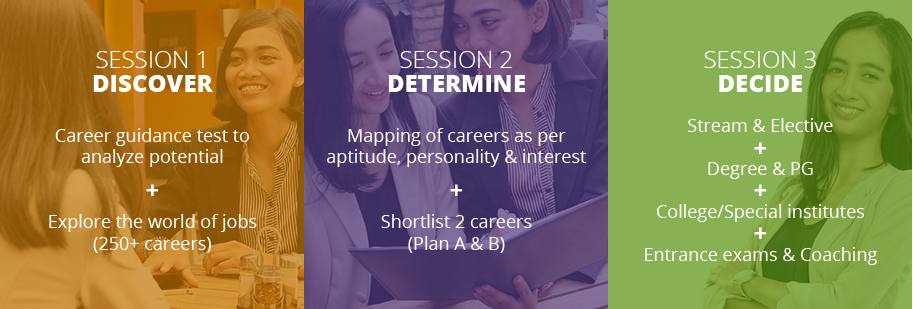 SESSION 1
DISCOVER
Career guidance test to
analyze potential
+
Explore the world of jobs
(250+ careers)
SESSION 2
DETERMINE
Mapping of careers as per
aptitude, personality & interest
+
Shortlist 2 careers
(Plan A & B)
SESSION 3
DECIDE
Stream & Elective
+
Degree & PG
+
College/Special institutes
+
Entrance exams & Coaching